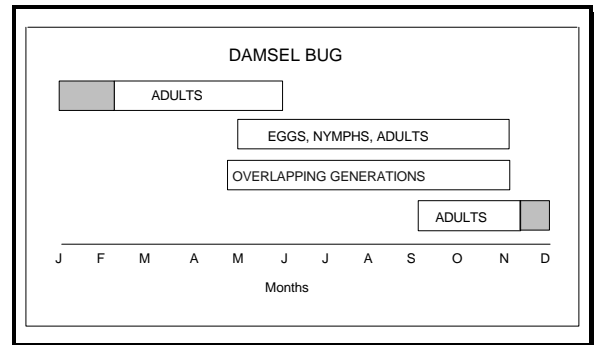 DAMSEL BUG
ADULTS
EGGS, NYMPHS, ADULTS
OVERLAPPING GENERATIONS
ADULTS
J F M A M J J A S O N D
Months